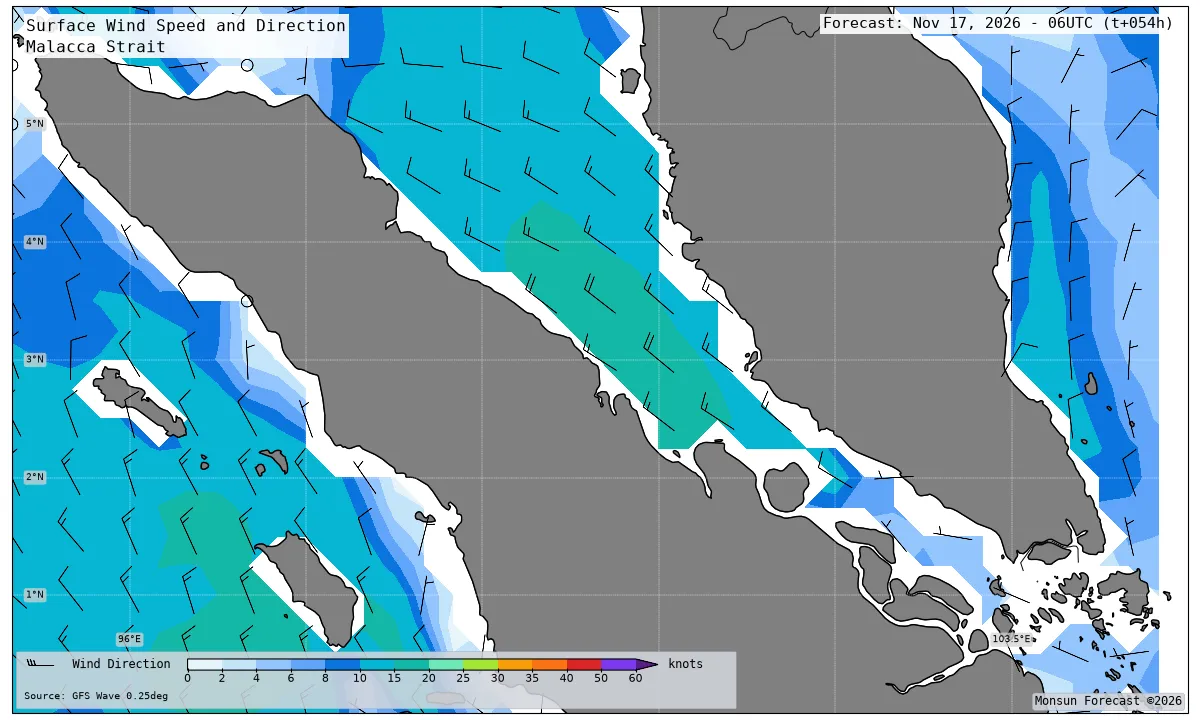 Surface Wind Speed and Direction
Malacca Strait
Forecast: Nov 17, 2026 - 06UTC (t+054h)
5°N
4°N
3°N
2°N
1°N
96°E
103.5°E
Wind Direction
knots
0 2 4 6 8 10 15 20 25 30 35 40 50 60
Source: GFS Wave 0.25deg
Monsun Forecast ©2026